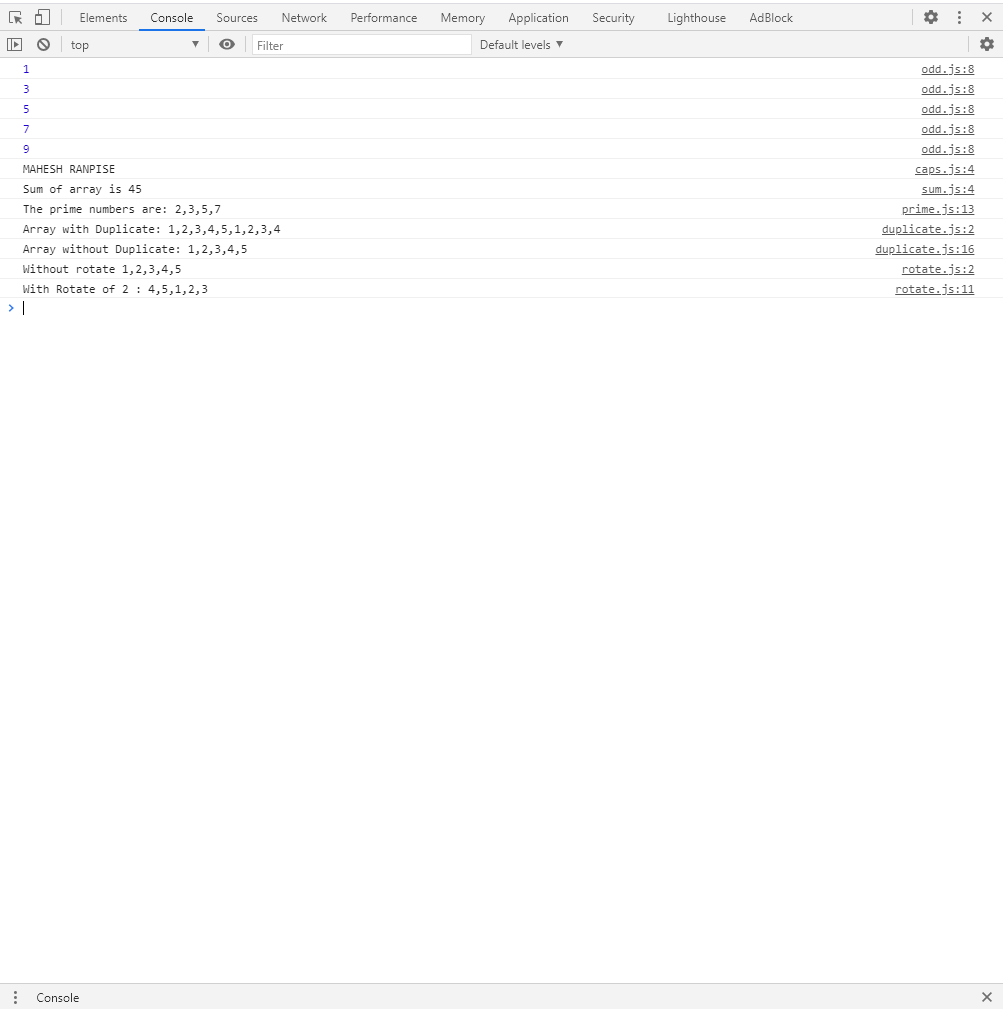 Elements Console Sources Network Performance Memory Application Security Lighthouse AdBlock
top Filter Default levels
1 odd.js:8
3 odd.js:8
5 odd.js:8
7 odd.js:8
9 odd.js:8
MAHESH RANPISE caps.js:4
Sum of array is 45 sum.js:4
The prime numbers are: 2,3,5,7 prime.js:13
Array with Duplicate: 1,2,3,4,5,1,2,3,4 duplicate.js:2
Array without Duplicate: 1,2,3,4,5 duplicate.js:16
Without rotate 1,2,3,4,5 rotate.js:2
With Rotate of 2 : 4,5,1,2,3 rotate.js:11
Console